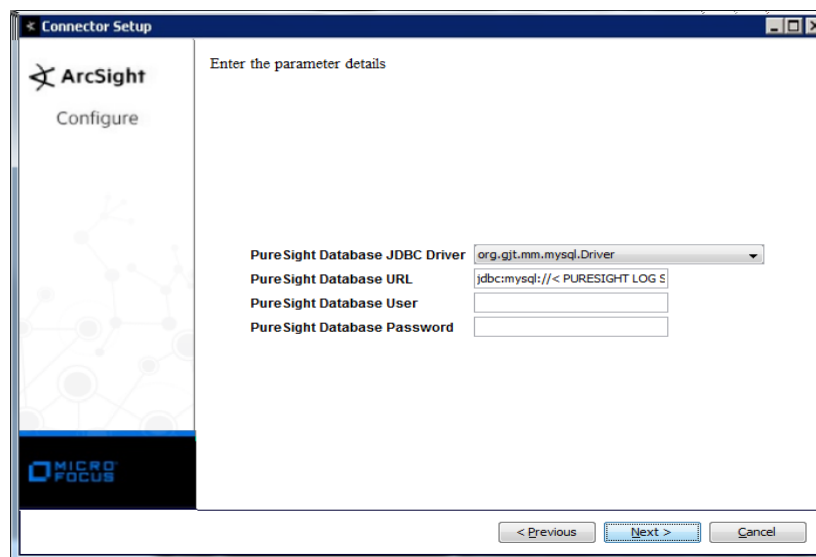 Connector Setup
ArcSight
Configure
Enter the parameter details
PureSight Database JDBC Driver org.gjt.mm.mysql.Driver
PureSight Database URL jdbc:mysql://< PURESIGHT LOG S
PureSight Database User
PureSight Database Password
MICRO
FOCUS
< Previous Next > Cancel